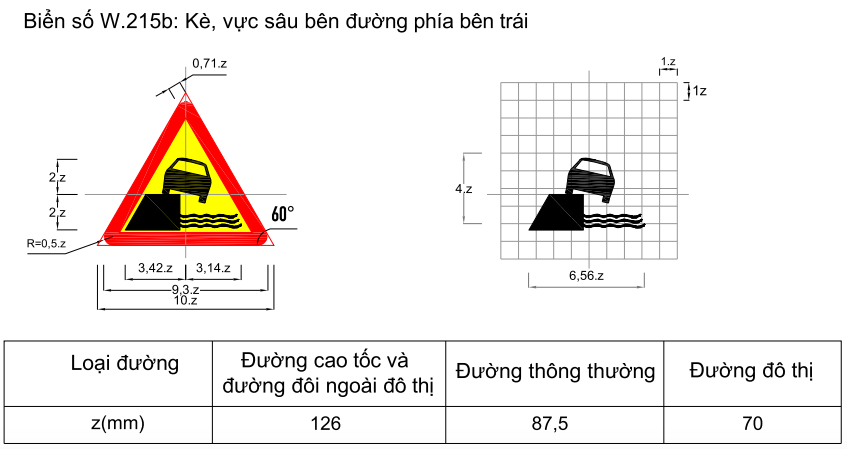 Biển số W.215b: Kè, vực sâu bên đường phía bên trái
0,71.z
1.z
1z
2.z
2.z
4.z
60°
R=0,5.z
3,42.z
3,14.z
9,3.z
10.z
6,56.z
Loại đường
Đường cao tốc và
đường đôi ngoài đô thị
Đường thông thường
Đường đô thị
z(mm)
126
87,5
70